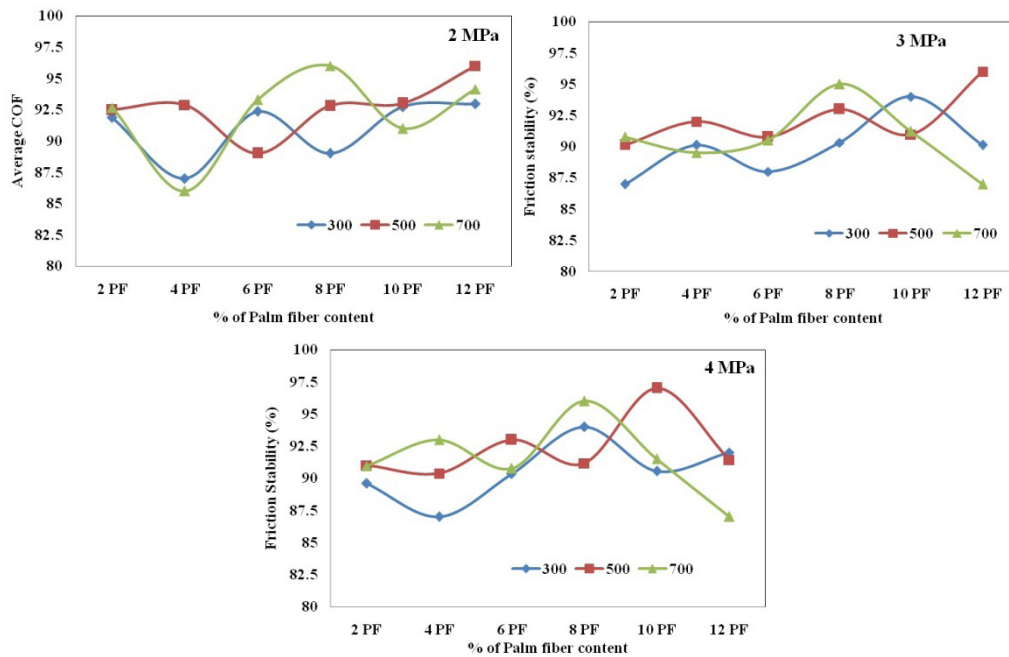 2 MPa
Average COF
100
97.5
95
92.5
90
87.5
85
82.5
80
300 500 700
2 PF 4 PF 6 PF 8 PF 10 PF 12 PF
% of Palm fiber content
3 MPa
Friction stability (%)
100
95
92.5
90
87.5
85
82.5
80
300 500 700
2 PF 4 PF 6 PF 8 PF 10 PF 12 PF
% of Palm fiber content
4 MPa
Friction Stability (%)
100
97.5
95
92.5
90
87.5
85
82.5
80
300 500 700
2 PF 4 PF 6 PF 8 PF 10 PF 12 PF
% of Palm fiber content